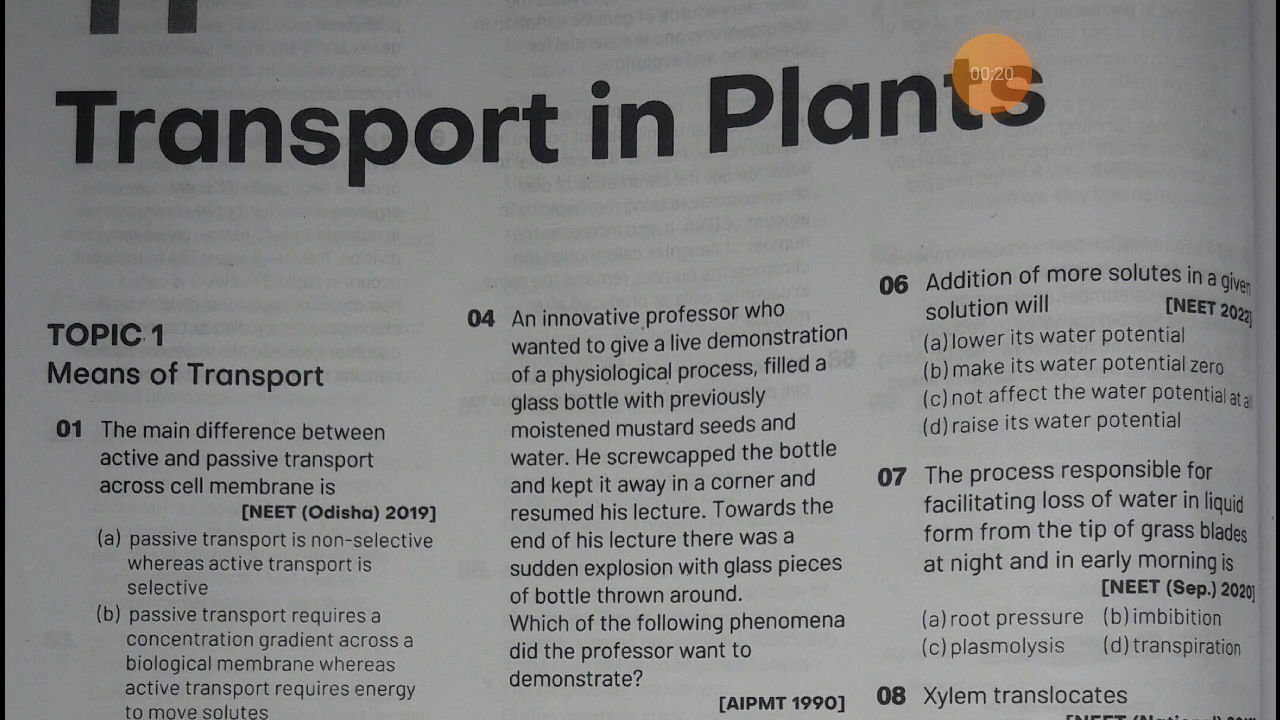 Transport in Plants
00:20
TOPIC 1
Means of Transport
01 The main difference between
active and passive transport
across cell membrane is
[NEET (Odisha) 2019]
(a) passive transport is non-selective
whereas active transport is
selective
(b) passive transport requires a
concentration gradient across a
biological membrane whereas
active transport requires energy
to move solutes
04 An innovative professor who
wanted to give a live demonstration
of a physiological process, filled a
glass bottle with previously
moistened mustard seeds and
water. He screwcapped the bottle
and kept it away in a corner and
resumed his lecture. Towards the
end of his lecture there was a
sudden explosion with glass pieces
of bottle thrown around.
Which of the following phenomena
did the professor want to
demonstrate?
[AIPMT 1990]
06 Addition of more solutes in a given
solution will [NEET 2022]
(a) lower its water potential
(b) make its water potential zero
(c) not affect the water potential at all
(d) raise its water potential
07 The process responsible for
facilitating loss of water in liquid
form from the tip of grass blades
at night and in early morning is
[NEET (Sep.) 2020]
(a) root pressure (b) imbibition
(c) plasmolysis (d) transpiration
08 Xylem translocates